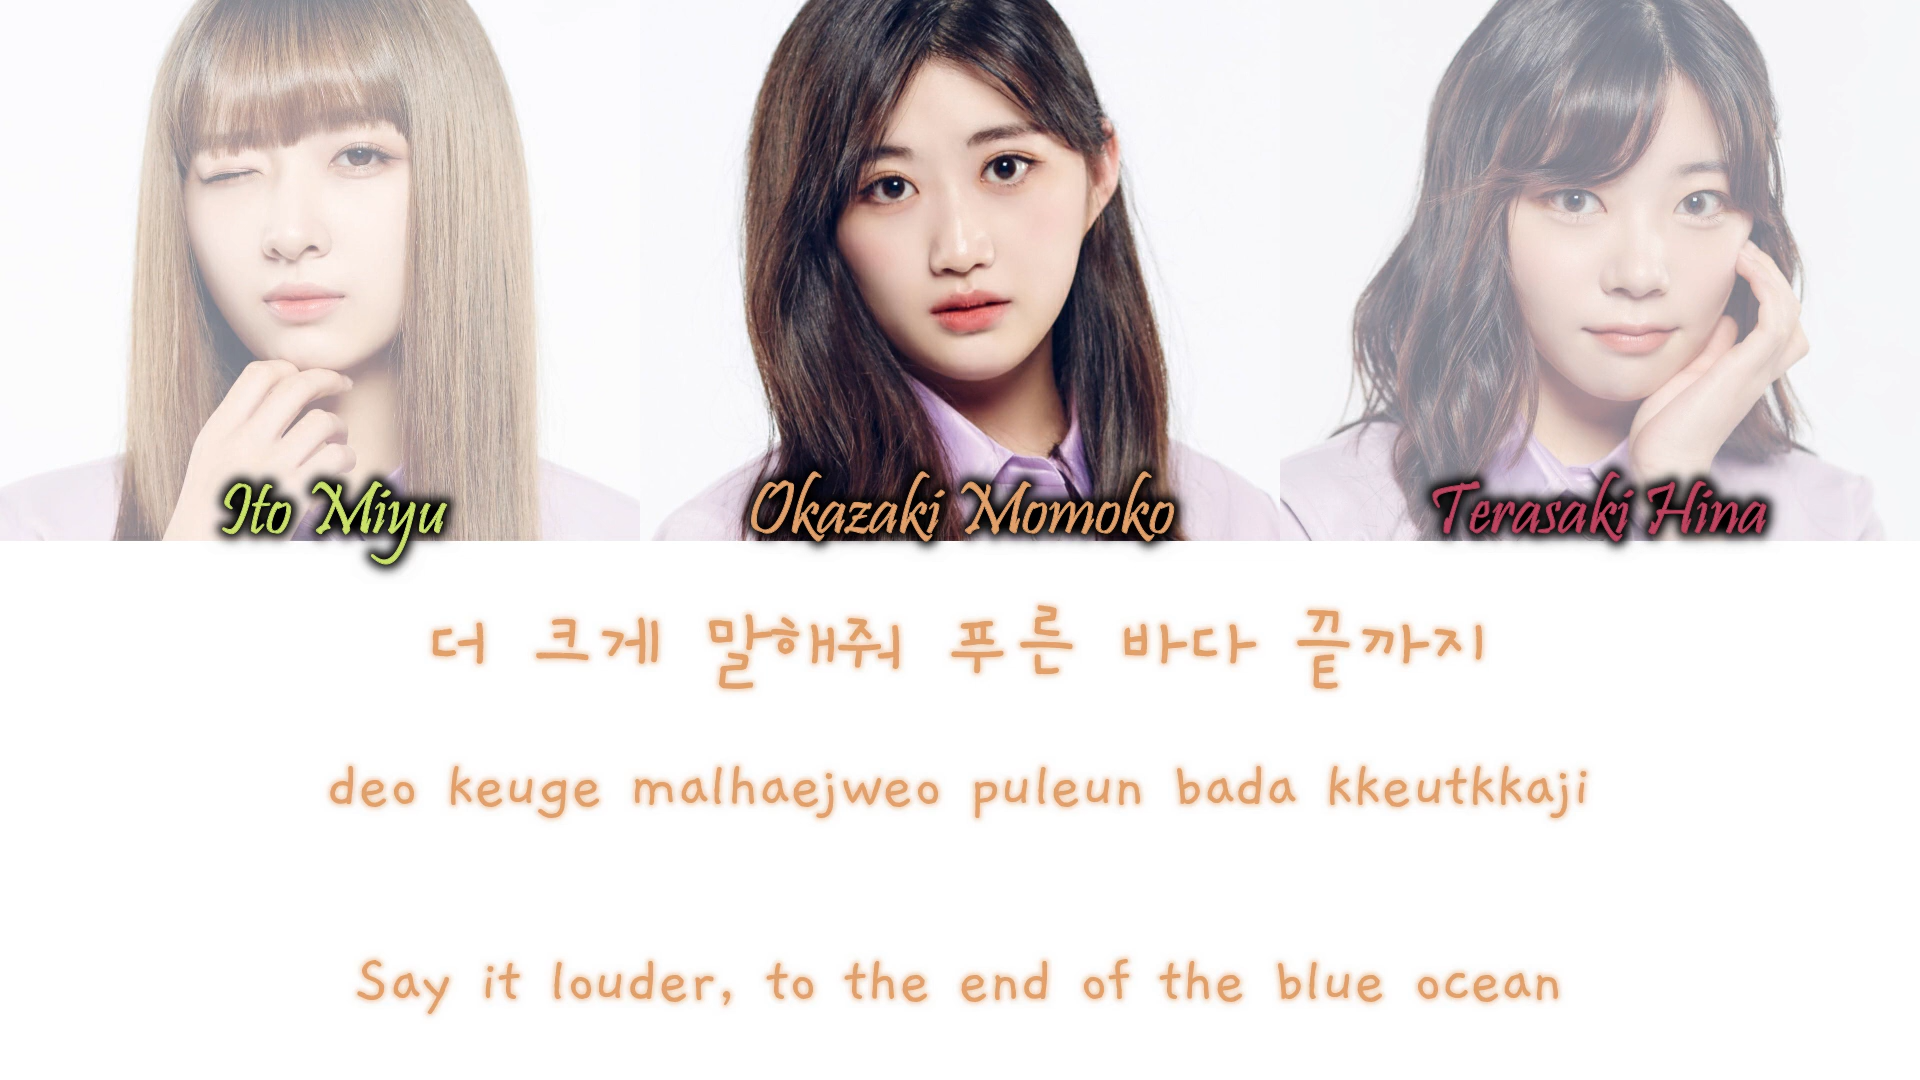 Ito Miyu
Okazaki Momoko
Terasaki Hina
더 크게 말해줘 푸른 바다 끝까지
deo keuge malhaejweo puleun bada kkeutkkaji
Say it louder, to the end of the blue ocean